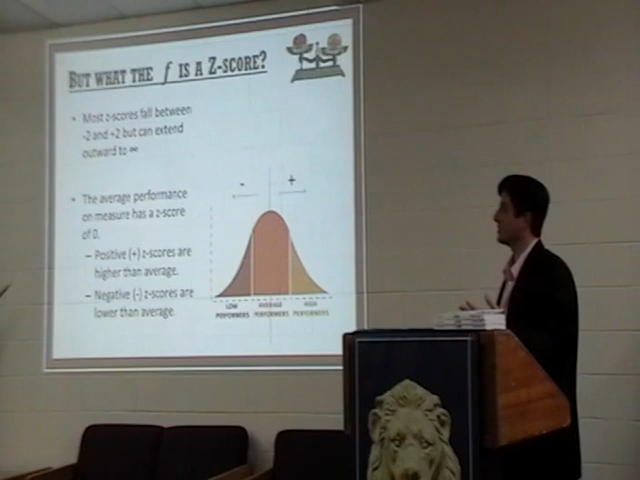 BUT WHAT THE f IS A Z-SCORE?
• Most z-scores fall between
-2 and +2 but can extend
outward to ∞
• The average performance
on measure has a z-score
of 0.
– Positive (+) z-scores are
higher than average.
– Negative (-) z-scores are
lower than average.
- +
LOW AVERAGE HIGH
PERFORMERS PERFORMERS PERFORMERS